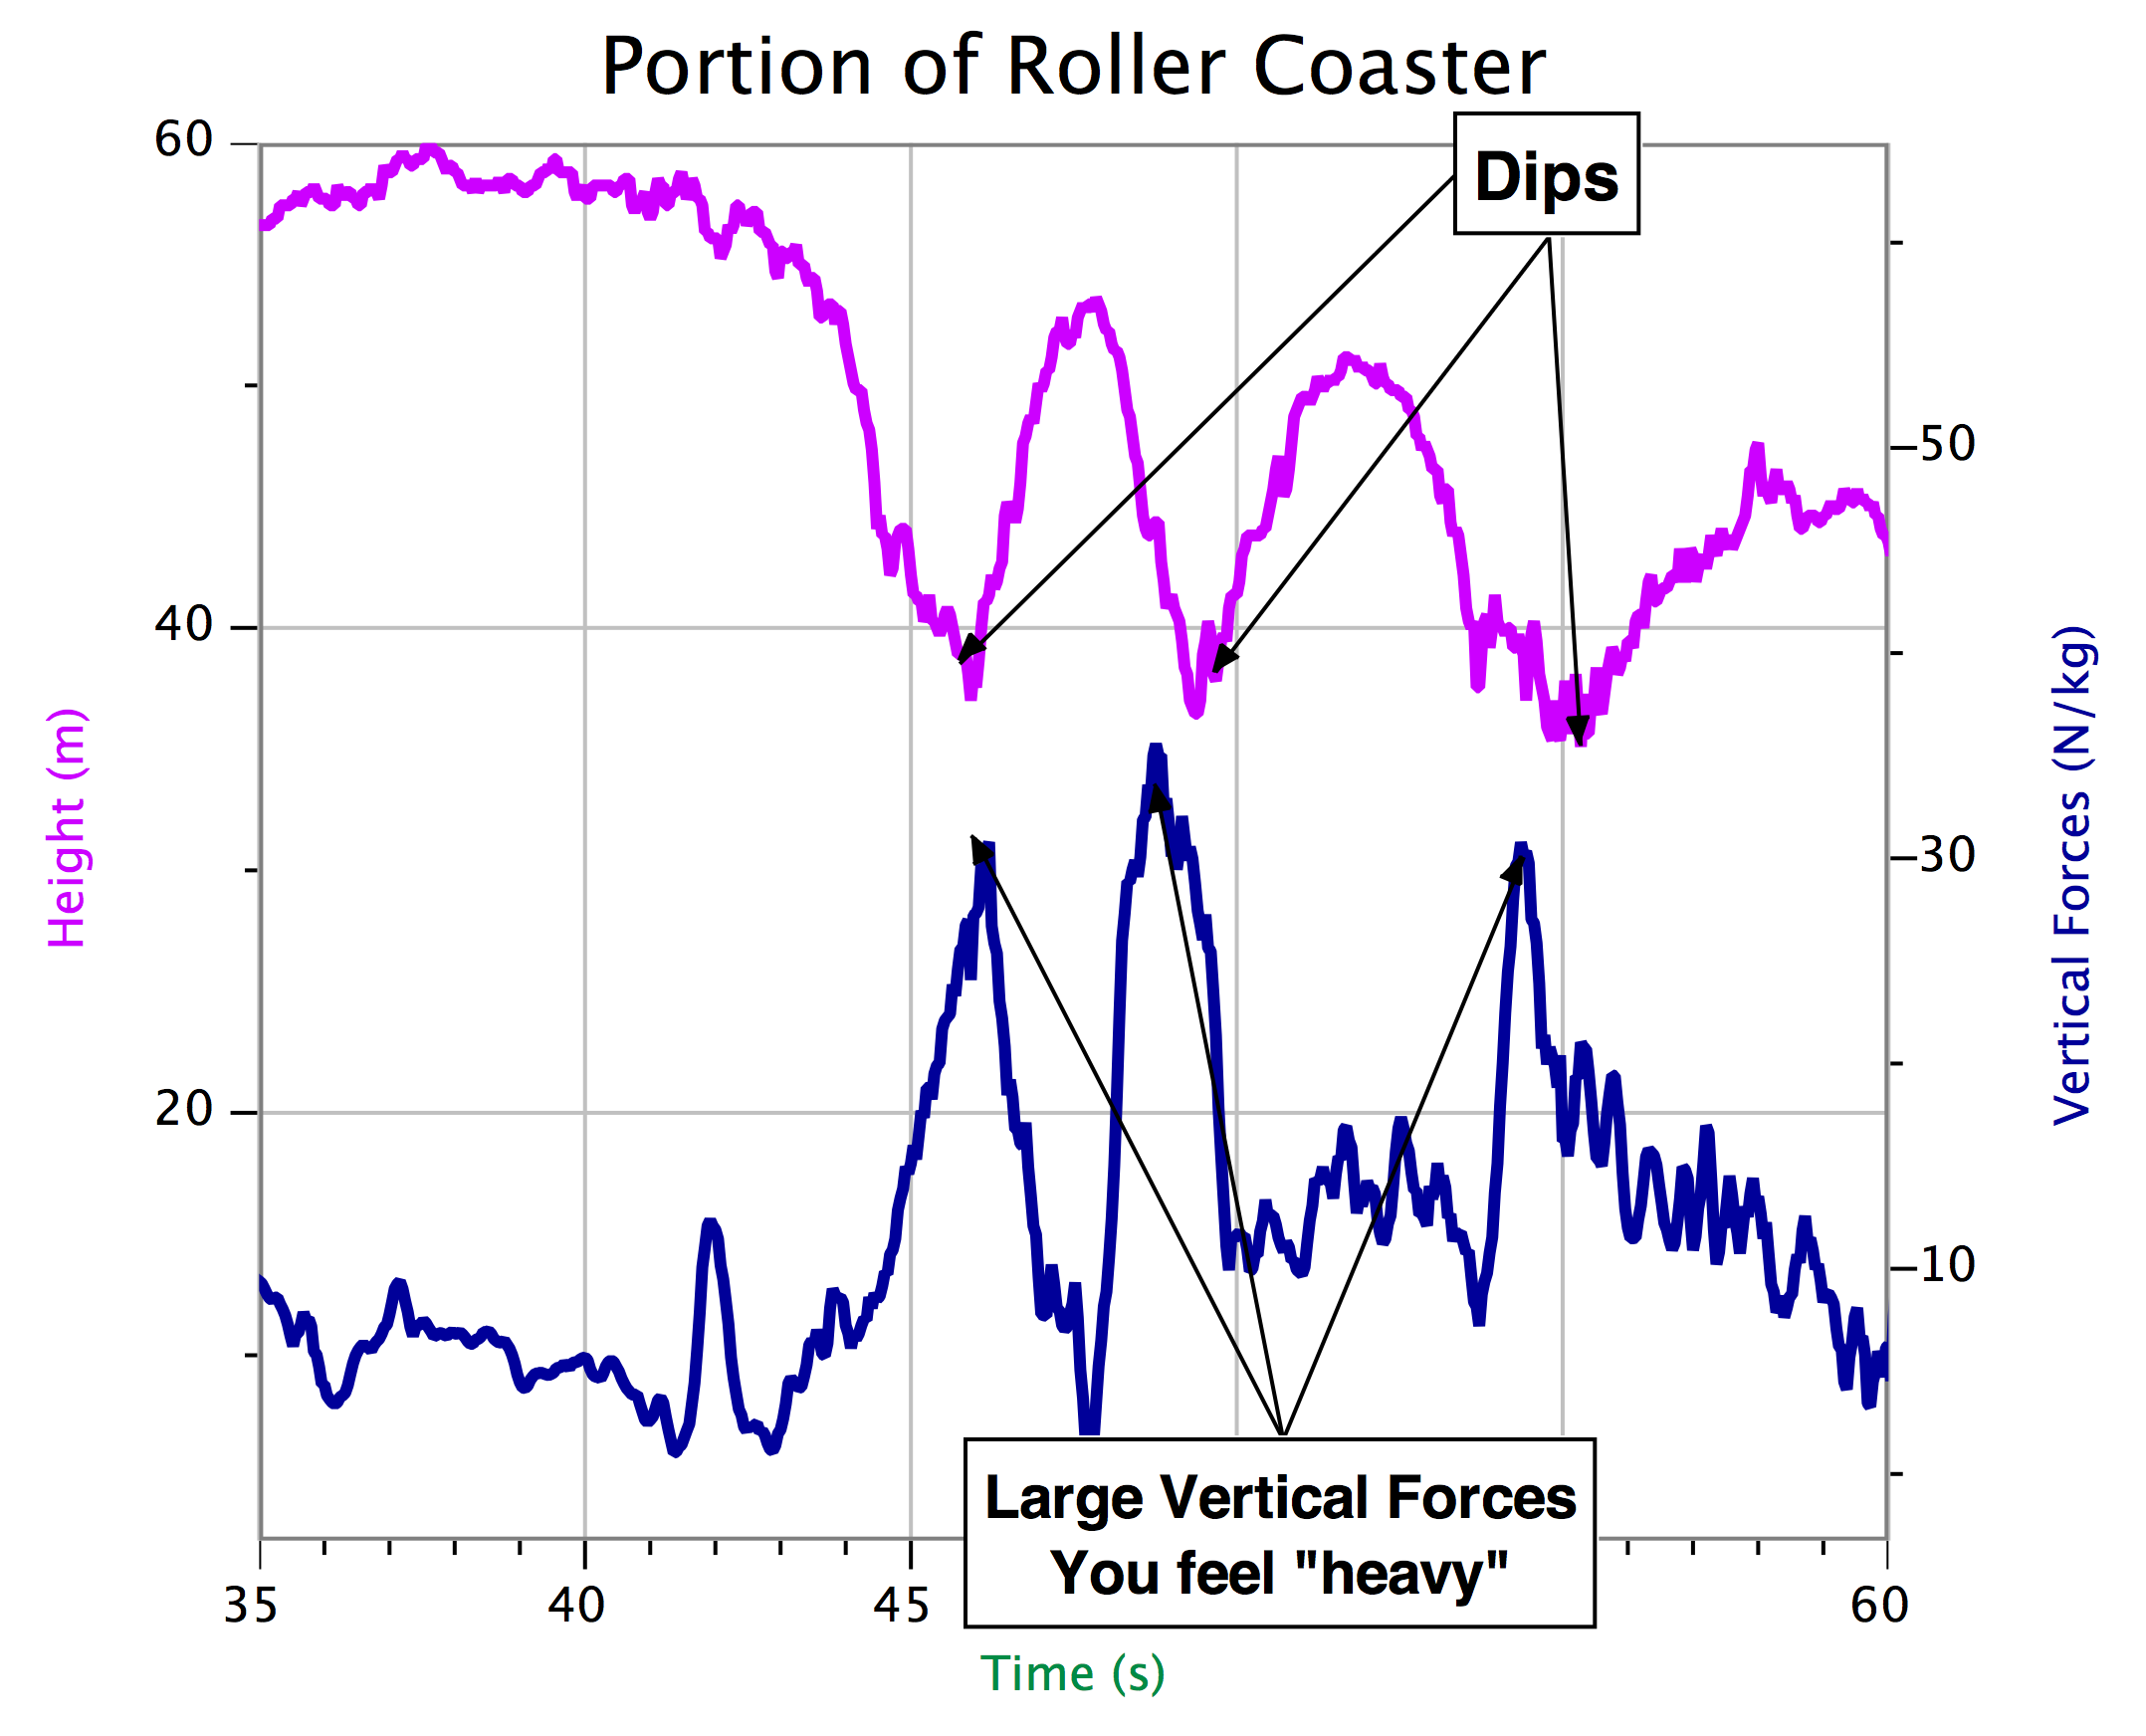 Portion of Roller Coaster
60
Dips
50
40
Height (m)
Vertical Forces (N/kg)
30
20
10
Large Vertical Forces
You feel "heavy"
35
40
45
60
Time (s)